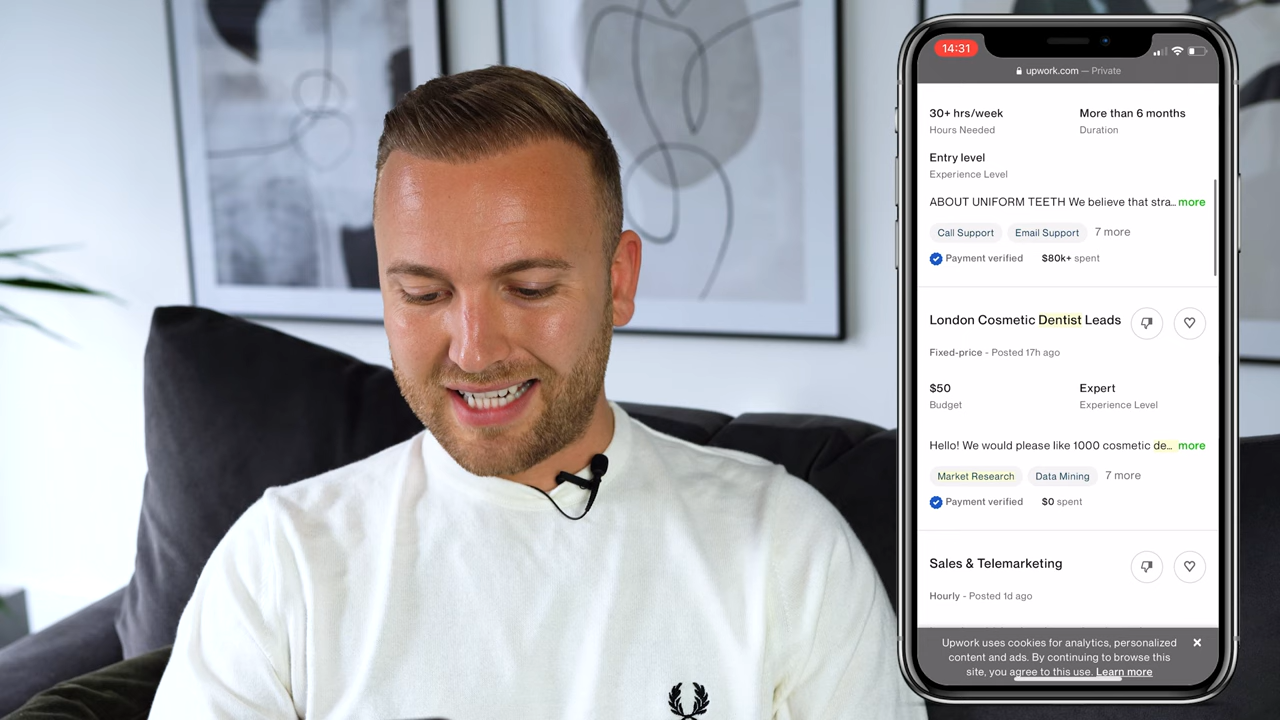 14:31
upwork.com — Private
30+ hrs/week More than 6 months
Hours Needed Duration
Entry level
Experience Level
ABOUT UNIFORM TEETH We believe that stra... more
Call Support Email Support 7 more
Payment verified $80k+ spent
London Cosmetic Dentist Leads
Fixed-price - Posted 17h ago
$50 Expert
Budget Experience Level
Hello! We would please like 1000 cosmetic de... more
Market Research Data Mining 7 more
Payment verified $0 spent
Sales & Telemarketing
Hourly - Posted 1d ago
Upwork uses cookies for analytics, personalized
content and ads. By continuing to browse this
site, you agree to this use. Learn more